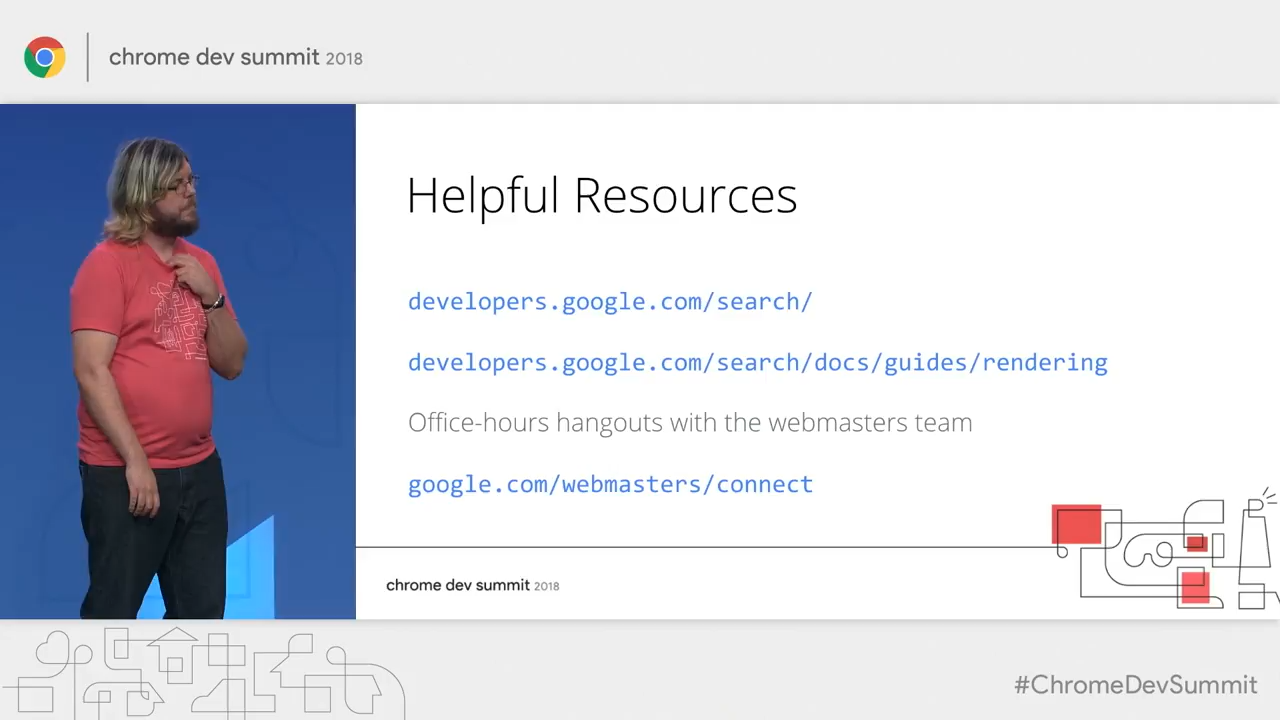 chrome dev summit 2018
Helpful Resources
developers.google.com/search/
developers.google.com/search/docs/guides/rendering
Office-hours hangouts with the webmasters team
google.com/webmasters/connect
chrome dev summit 2018
#ChromeDevSummit